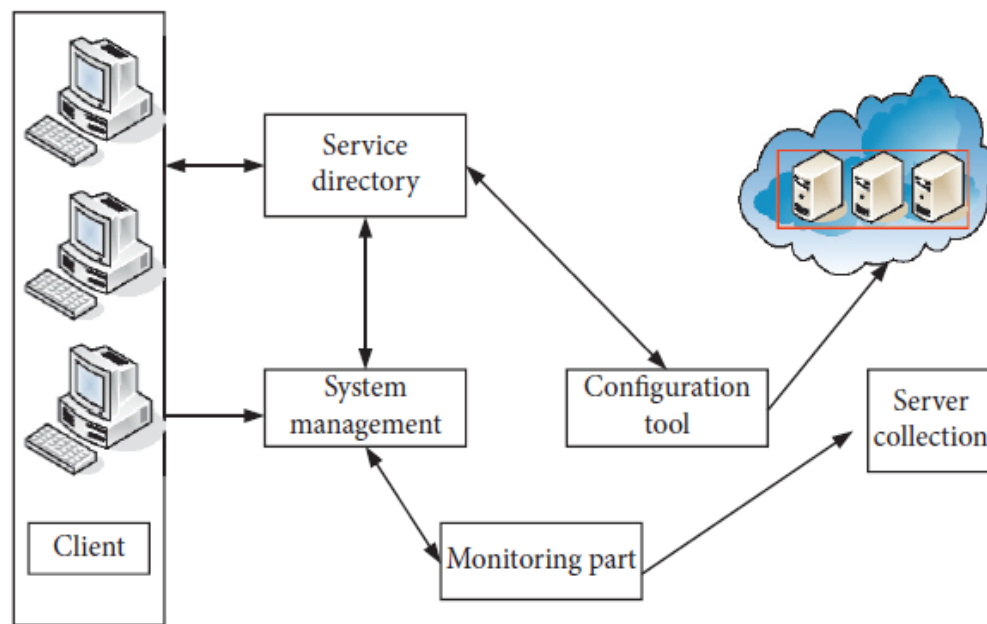 Service
directory
System
management
Configuration
tool
Server
collection
Client
Monitoring part